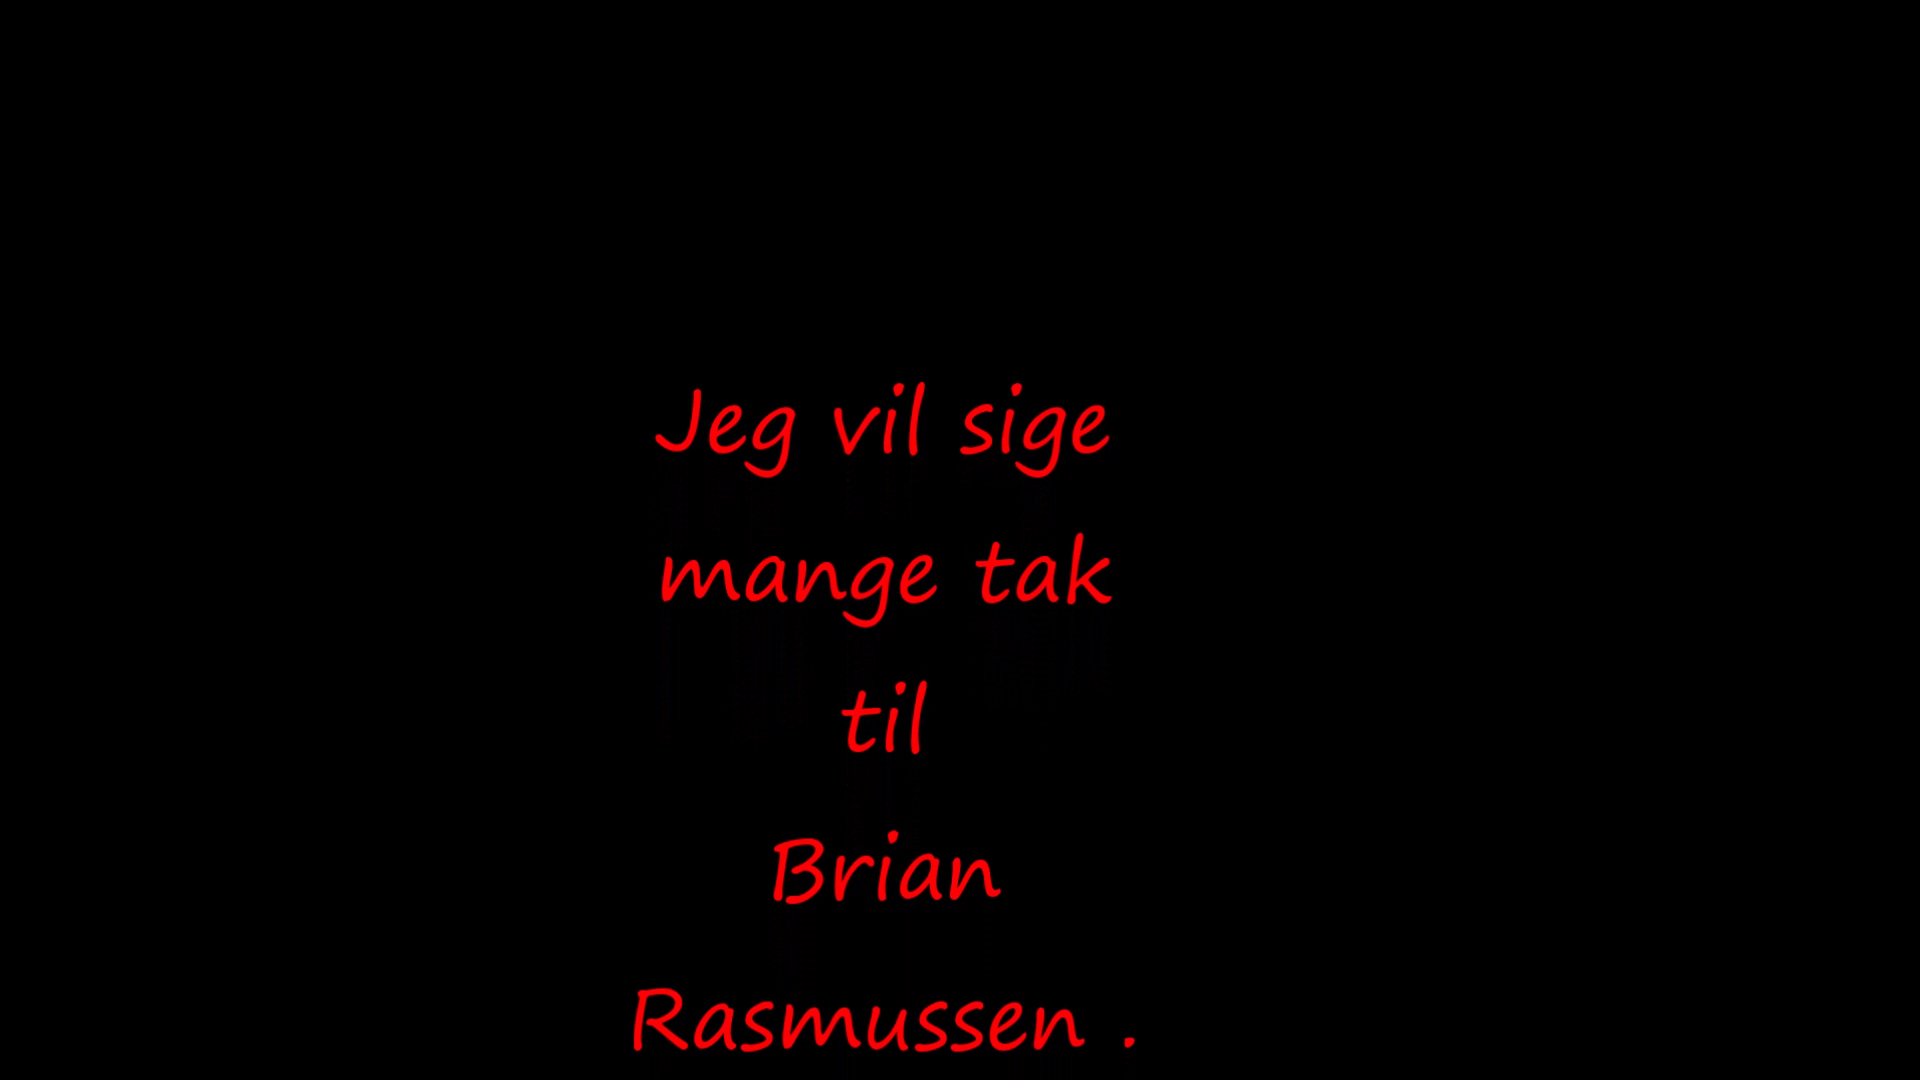 Jeg vil sige
mange tak
til
Brian
Rasmussen .